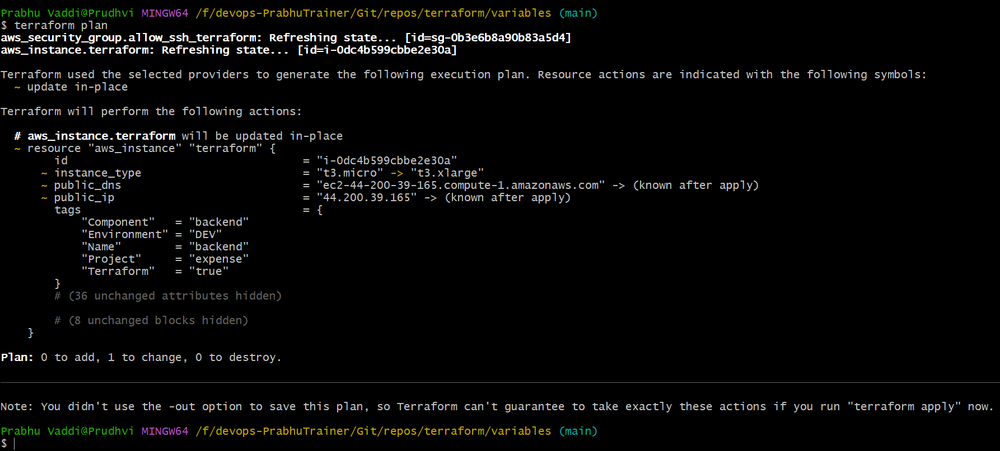 Prabhu Vaddi@Prudhvi MINGW64 /f/devops-PrabhuTrainer/Git/repos/terraform/variables (main)
$ terraform plan
aws_security_group.allow_ssh_terraform: Refreshing state... [id=sg-0b3e6b8a90b83a5d4]
aws_instance.terraform: Refreshing state... [id=i-0dc4b599cbbe2e30a]
Terraform used the selected providers to generate the following execution plan. Resource actions are indicated with the following symbols:
~ update in-place
Terraform will perform the following actions:
# aws_instance.terraform will be updated in-place
~ resource "aws_instance" "terraform" {
id = "i-0dc4b599cbbe2e30a"
~ instance_type = "t3.micro" -> "t3.xlarge"
~ public_dns = "ec2-44-200-39-165.compute-1.amazonaws.com" -> (known after apply)
~ public_ip = "44.200.39.165" -> (known after apply)
tags = {
"Component" = "backend"
"Environment" = "DEV"
"Name" = "backend"
"Project" = "expense"
"Terraform" = "true"
}
# (36 unchanged attributes hidden)
# (8 unchanged blocks hidden)
}
Plan: 0 to add, 1 to change, 0 to destroy.
Note: You didn't use the -out option to save this plan, so Terraform can't guarantee to take exactly these actions if you run "terraform apply" now.
Prabhu Vaddi@Prudhvi MINGW64 /f/devops-PrabhuTrainer/Git/repos/terraform/variables (main)
$